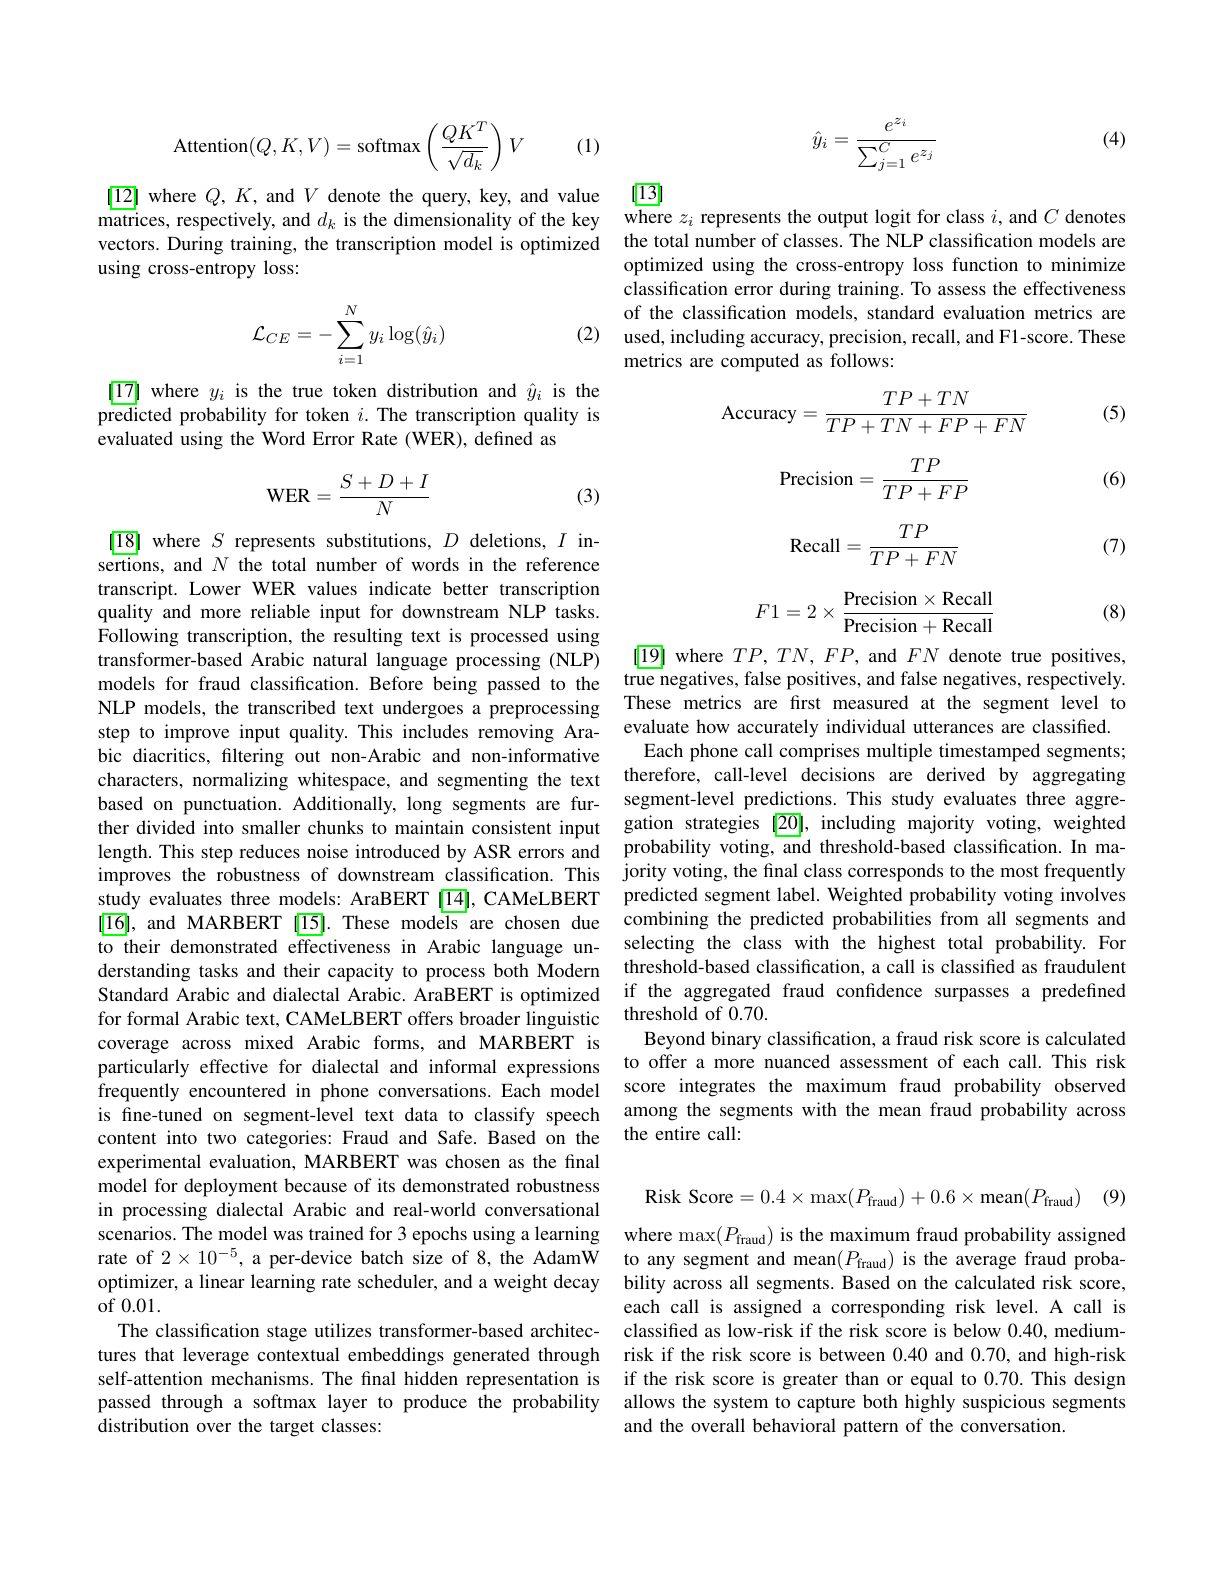 Attention(Q, K, V) = softmax(QK^T / √d_k) V (1)
[12] where Q, K, and V denote the query, key, and value
matrices, respectively, and d_k is the dimensionality of the key
vectors. During training, the transcription model is optimized
using cross-entropy loss:
L_CE = − ∑_{i=1}^{N} y_i log(ŷ_i) (2)
[17] where y_i is the true token distribution and ŷ_i is the
predicted probability for token i. The transcription quality is
evaluated using the Word Error Rate (WER), defined as
WER = (S + D + I) / N (3)
[18] where S represents substitutions, D deletions, I in-
sertions, and N the total number of words in the reference
transcript. Lower WER values indicate better transcription
quality and more reliable input for downstream NLP tasks.
Following transcription, the resulting text is processed using
transformer-based Arabic natural language processing (NLP)
models for fraud classification. Before being passed to the
NLP models, the transcribed text undergoes a preprocessing
step to improve input quality. This includes removing Ara-
bic diacritics, filtering out non-Arabic and non-informative
characters, normalizing whitespace, and segmenting the text
based on punctuation. Additionally, long segments are fur-
ther divided into smaller chunks to maintain consistent input
length. This step reduces noise introduced by ASR errors and
improves the robustness of downstream classification. This
study evaluates three models: AraBERT [14], CAMeLBERT
[16], and MARBERT [15]. These models are chosen due
to their demonstrated effectiveness in Arabic language un-
derstanding tasks and their capacity to process both Modern
Standard Arabic and dialectal Arabic. AraBERT is optimized
for formal Arabic text, CAMeLBERT offers broader linguistic
coverage across mixed Arabic forms, and MARBERT is
particularly effective for dialectal and informal expressions
frequently encountered in phone conversations. Each model
is fine-tuned on segment-level text data to classify speech
content into two categories: Fraud and Safe. Based on the
experimental evaluation, MARBERT was chosen as the final
model for deployment because of its demonstrated robustness
in processing dialectal Arabic and real-world conversational
scenarios. The model was trained for 3 epochs using a learning
rate of 2 × 10^−5, a per-device batch size of 8, the AdamW
optimizer, a linear learning rate scheduler, and a weight decay
of 0.01.
The classification stage utilizes transformer-based architec-
tures that leverage contextual embeddings generated through
self-attention mechanisms. The final hidden representation is
passed through a softmax layer to produce the probability
distribution over the target classes:
ŷ_i = e^{z_i} / ∑_{j=1}^{C} e^{z_j} (4)
[13]
where z_i represents the output logit for class i, and C denotes
the total number of classes. The NLP classification models are
optimized using the cross-entropy loss function to minimize
classification error during training. To assess the effectiveness
of the classification models, standard evaluation metrics are
used, including accuracy, precision, recall, and F1-score. These
metrics are computed as follows:
Accuracy = (TP + TN) / (TP + TN + FP + FN) (5)
Precision = TP / (TP + FP) (6)
Recall = TP / (TP + FN) (7)
F1 = 2 × (Precision × Recall) / (Precision + Recall) (8)
[19] where TP, TN, FP, and FN denote true positives,
true negatives, false positives, and false negatives, respectively.
These metrics are first measured at the segment level to
evaluate how accurately individual utterances are classified.
Each phone call comprises multiple timestamped segments;
therefore, call-level decisions are derived by aggregating
segment-level predictions. This study evaluates three aggre-
gation strategies [20], including majority voting, weighted
probability voting, and threshold-based classification. In ma-
jority voting, the final class corresponds to the most frequently
predicted segment label. Weighted probability voting involves
combining the predicted probabilities from all segments and
selecting the class with the highest total probability. For
threshold-based classification, a call is classified as fraudulent
if the aggregated fraud confidence surpasses a predefined
threshold of 0.70.
Beyond binary classification, a fraud risk score is calculated
to offer a more nuanced assessment of each call. This risk
score integrates the maximum fraud probability observed
among the segments with the mean fraud probability across
the entire call:
Risk Score = 0.4 × max(P_fraud) + 0.6 × mean(P_fraud) (9)
where max(P_fraud) is the maximum fraud probability assigned
to any segment and mean(P_fraud) is the average fraud proba-
bility across all segments. Based on the calculated risk score,
each call is assigned a corresponding risk level. A call is
classified as low-risk if the risk score is below 0.40, medium-
risk if the risk score is between 0.40 and 0.70, and high-risk
if the risk score is greater than or equal to 0.70. This design
allows the system to capture both highly suspicious segments
and the overall behavioral pattern of the conversation.